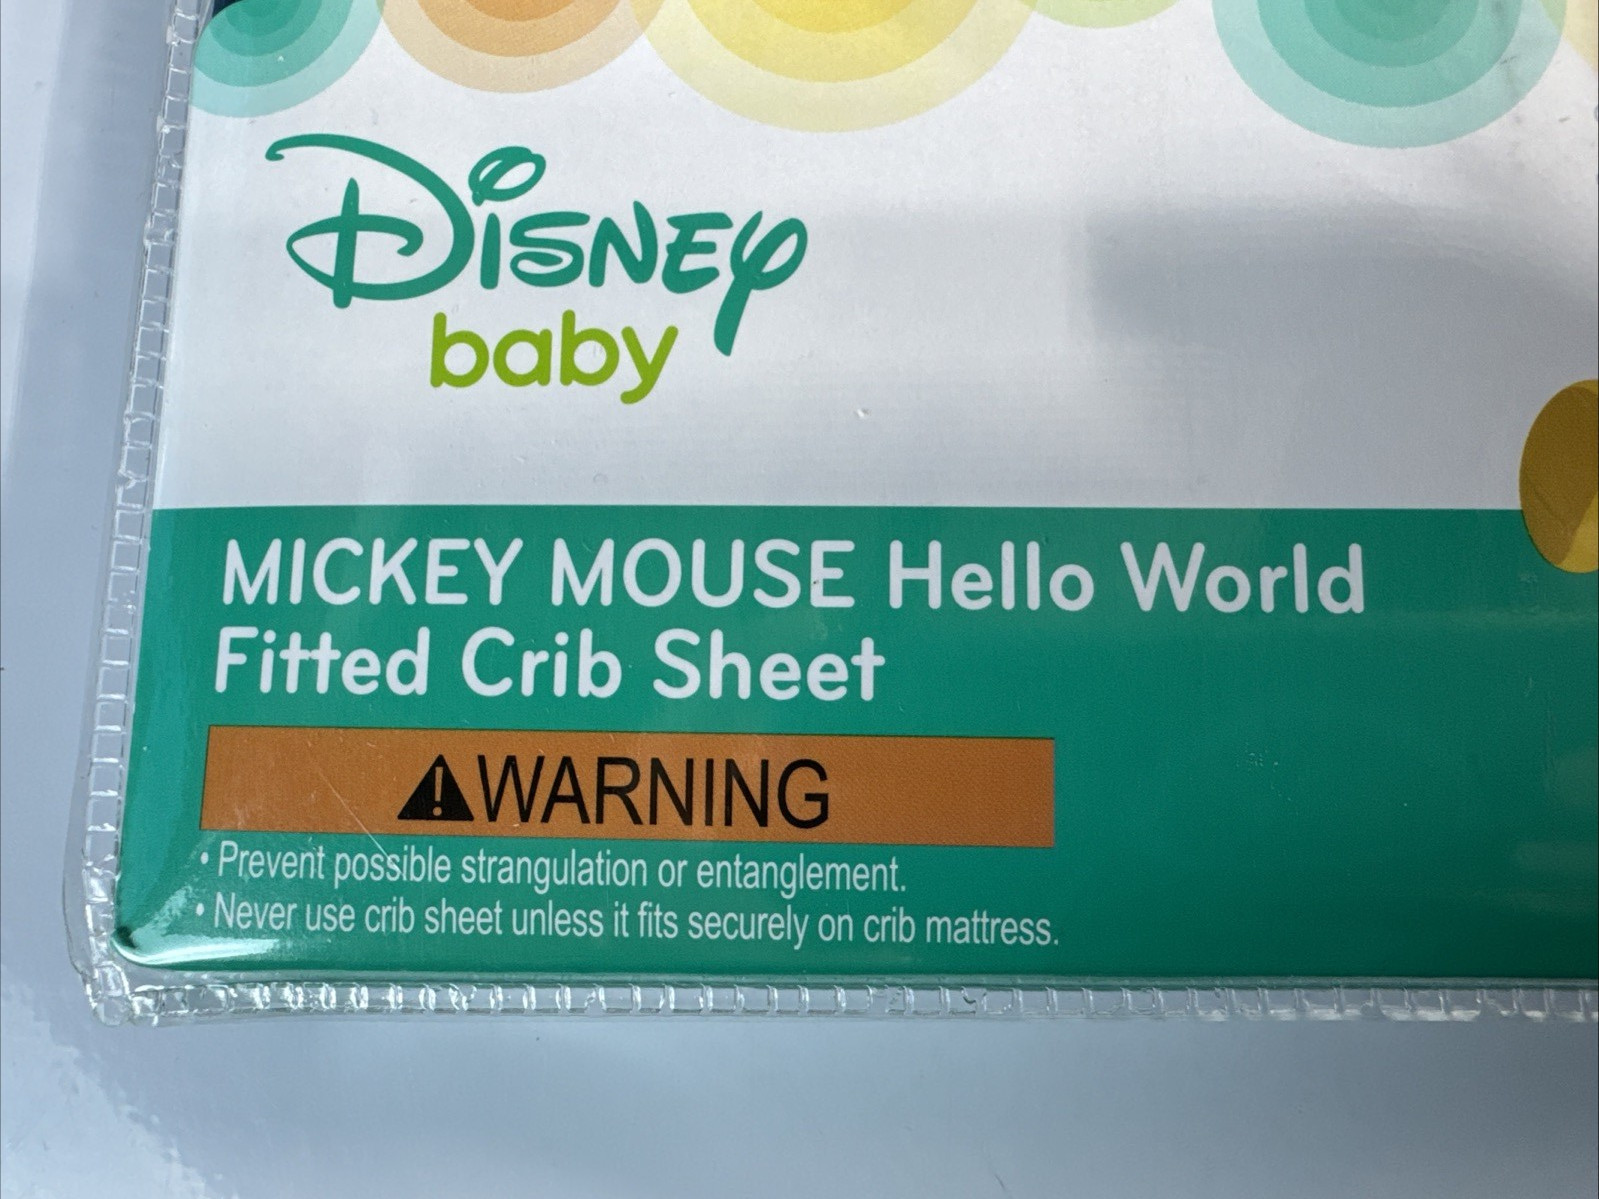 Disney
baby
MICKEY MOUSE Hello World
Fitted Crib Sheet
WARNING
• Prevent possible strangulation or entanglement.
• Never use crib sheet unless it fits securely on crib mattress.